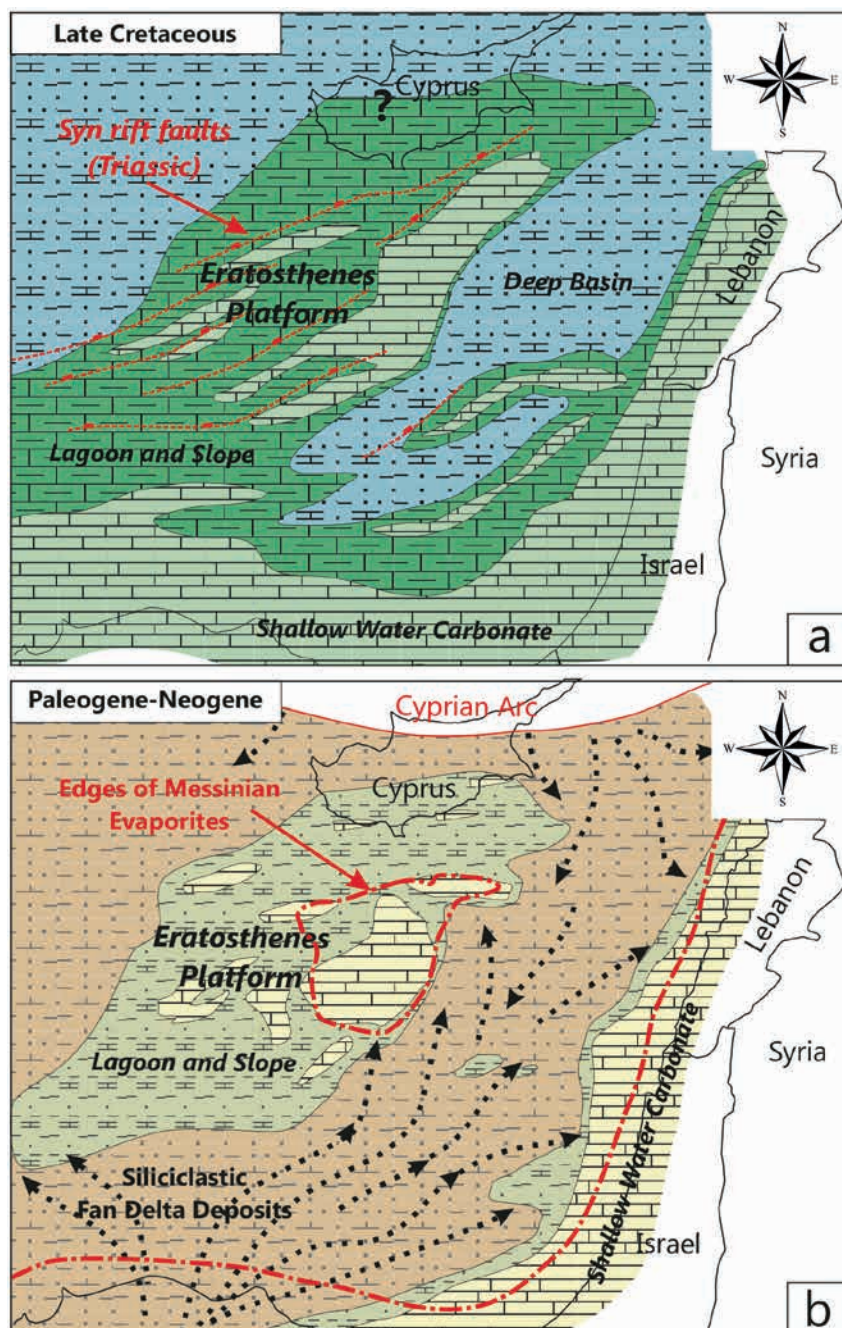 Late Cretaceous
N
W
E
S
Cyprus
?
Syn rift faults
(Triassic)
Eratosthenes
Platform
Deep Basin
Lebanon
Lagoon and Slope
Syria
Israel
Shallow Water Carbonate
a
Paleogene-Neogene
Cyprian Arc
N
W
E
S
Edges of Messinian
Evaporites
Cyprus
Lebanon
Eratosthenes
Platform
Lagoon and Slope
Syria
Shallow Water Carbonate
Siliciclastic
Fan Delta Deposits
Israel
b